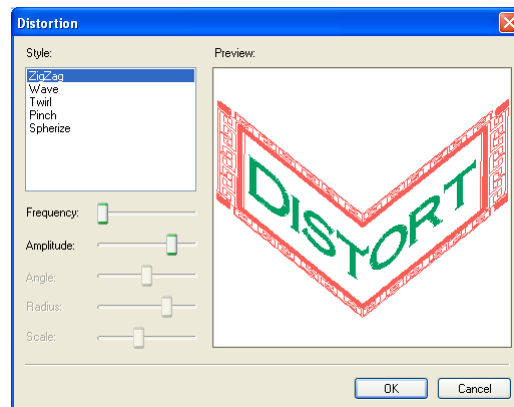 Distortion
Style:
ZigZag
Wave
Twirl
Pinch
Spherize
Frequency:
Amplitude:
Angle:
Radius:
Scale:
Preview:
DISTORT
OK
Cancel